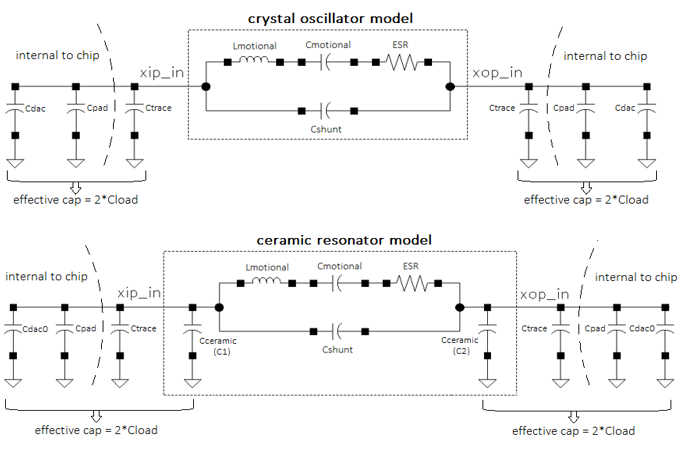 crystal oscillator model
internal to chip
xip_in
Lmotional
Cmotional
ESR
xop_in
internal to chip
Cdac
Cpad
Ctrace
Cshunt
Ctrace
Cpad
Cdac
effective cap = 2*Cload
effective cap = 2*Cload
ceramic resonator model
internal to chip
xip_in
Lmotional
Cmotional
ESR
xop_in
internal to chip
Cdac0
Cpad
Ctrace
Cceramic
(C1)
Cshunt
Cceramic
(C2)
Ctrace
Cpad
Cdac0
effective cap = 2*Cload
effective cap = 2*Cload